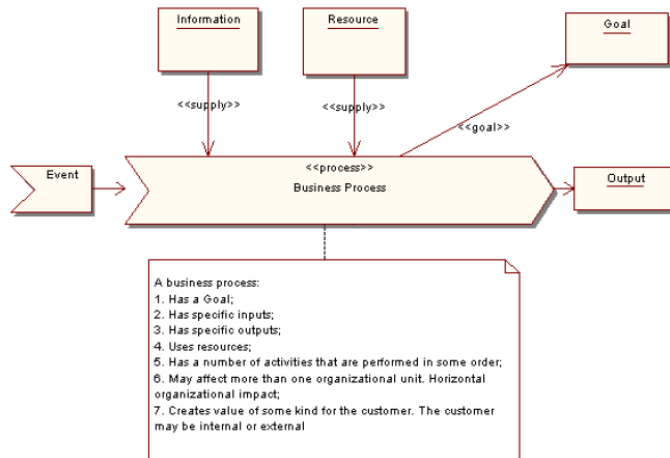 Information
Resource
Goal
<<supply>>
<<supply>>
<<goal>>
Event
<<process>>
Business Process
Output
A business process:
1. Has a Goal;
2. Has specific inputs;
3. Has specific outputs;
4. Uses resources;
5. Has a number of activities that are performed in some order;
6. May affect more than one organizational unit. Horizontal
organizational impact;
7. Creates value of some kind for the customer. The customer
may be internal or external